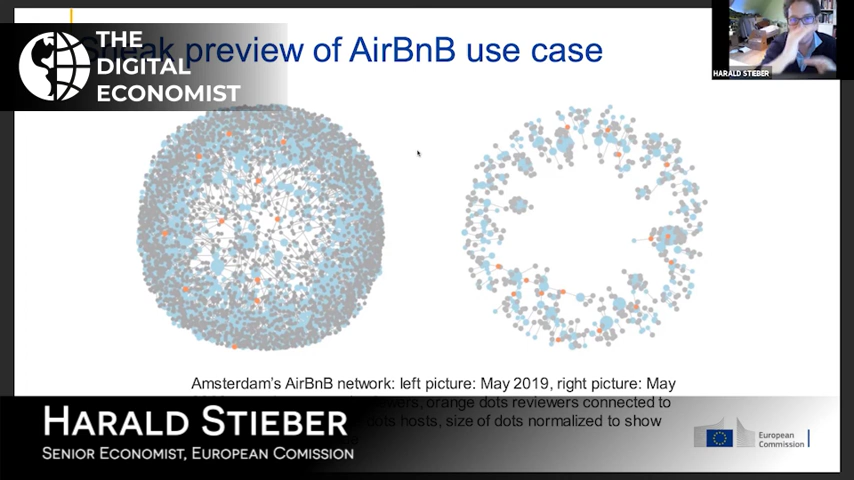 THE
DIGITAL
ECONOMIST
preview of AirBnB use case
HARALD STIEBER
Amsterdam's AirBnB network: left picture: May 2019, right picture: May
orange dots reviewers connected to
hosts, size of dots normalized to show
HARALD STIEBER
SENIOR ECONOMIST, EUROPEAN COMISSION
European
Commission